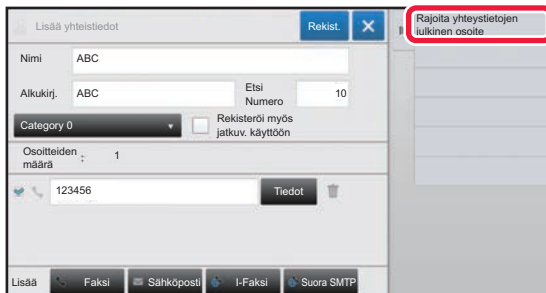 Lisää yhteistiedot
Rekist.
Rajoita yhteystietojen
julkinen osoite
Nimi
ABC
Alkukirj.
ABC
Etsi
Numero
10
Category 0
Rekisteröi myös
jatkuv. käyttöön
Osoitteiden
määrä
:
1
123456
Tiedot
Lisää
Faksi
Sähköposti
I-Faksi
Suora SMTP